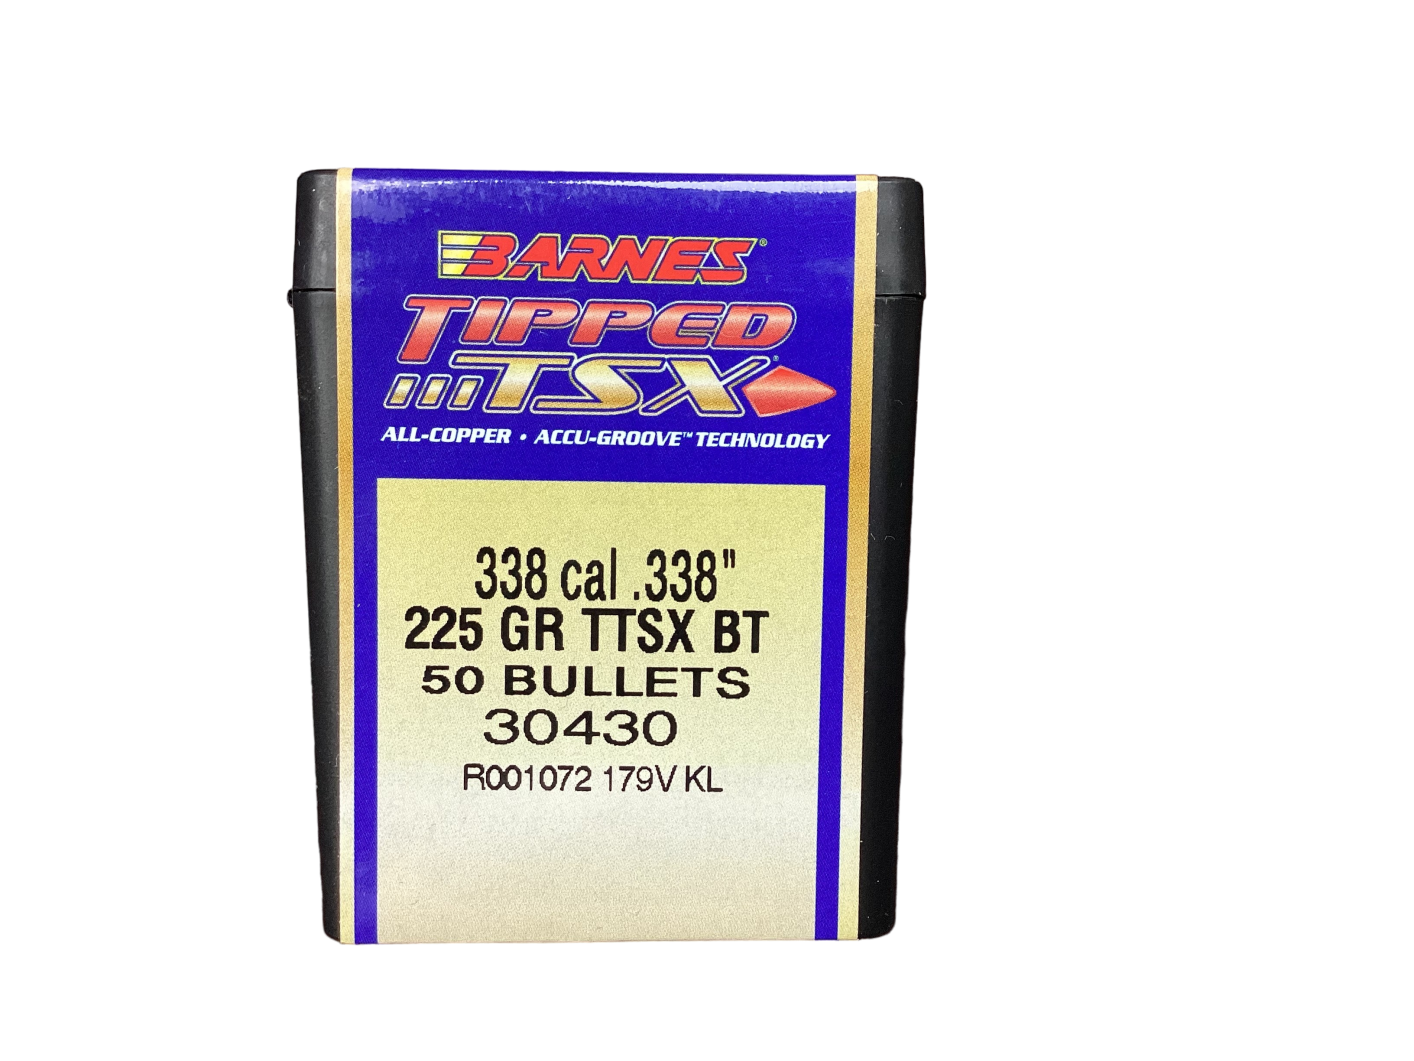 BARNES®
TIPPED
TSX®
ALL-COPPER • ACCU-GROOVE™ TECHNOLOGY
338 cal .338"
225 GR TTSX BT
50 BULLETS
30430
R001072 179V KL